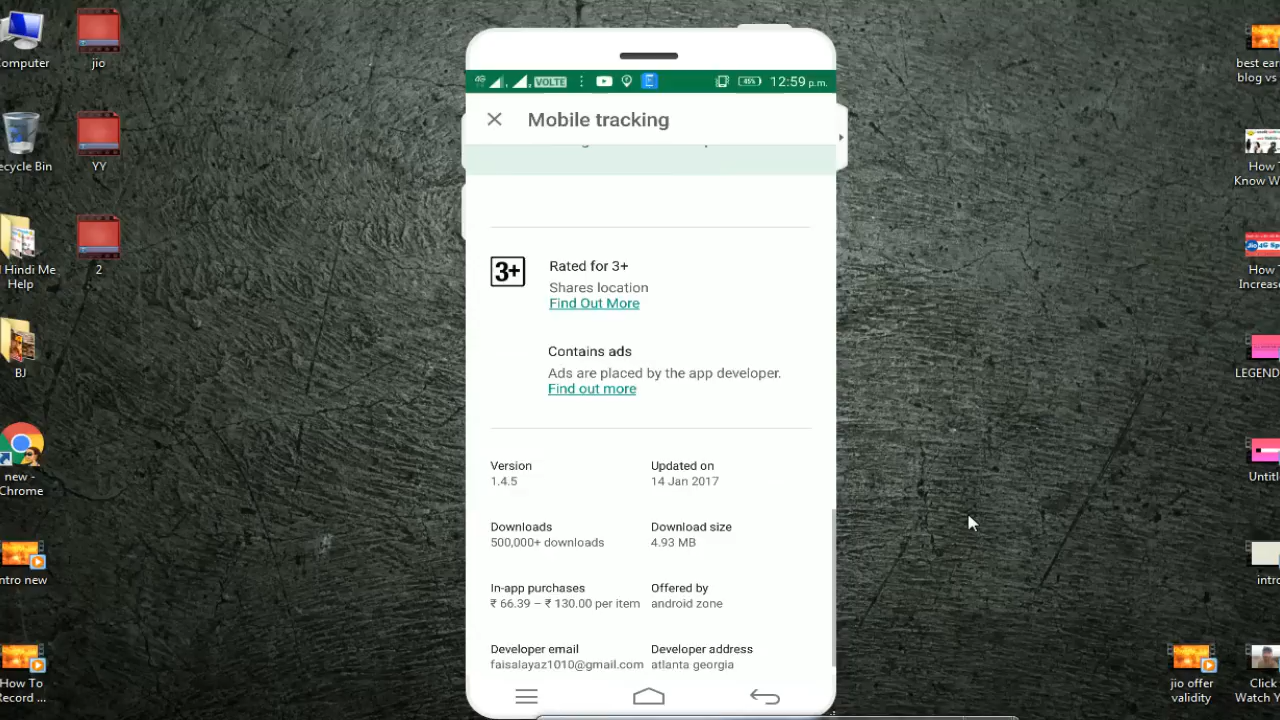 Computer
jio
best ear
blog vs
4G VOLTE 45% 12:59 p.m.
Mobile tracking
ecycle Bin
YY
How T
Know W
3+
Rated for 3+
Shares location
Find Out More
Hindi Me
Help
2
How T
Increase
Contains ads
Ads are placed by the app developer.
Find out more
BJ
LEGEND
Version
1.4.5
Updated on
14 Jan 2017
new -
Chrome
Untitl
Downloads
500,000+ downloads
Download size
4.93 MB
ntro new
intro
In-app purchases
₹ 66.39 – ₹ 130.00 per item
Offered by
android zone
Developer email
faisalayaz1010@gmail.com
Developer address
atlanta georgia
How To
Record ...
jio offer
validity
Click
Watch Y